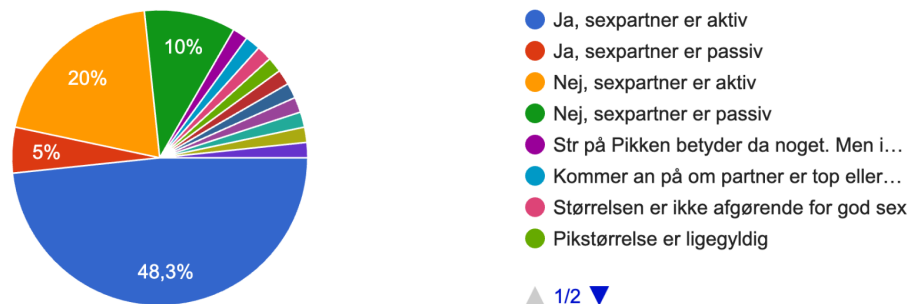 10%
20%
5%
48,3%
Ja, sexpartner er aktiv
Ja, sexpartner er passiv
Nej, sexpartner er aktiv
Nej, sexpartner er passiv
Str på Pikken betyder da noget. Men i...
Kommer an på om partner er top eller...
Størrelsen er ikke afgørende for god sex
Pikstørrelse er ligegyldig
1/2